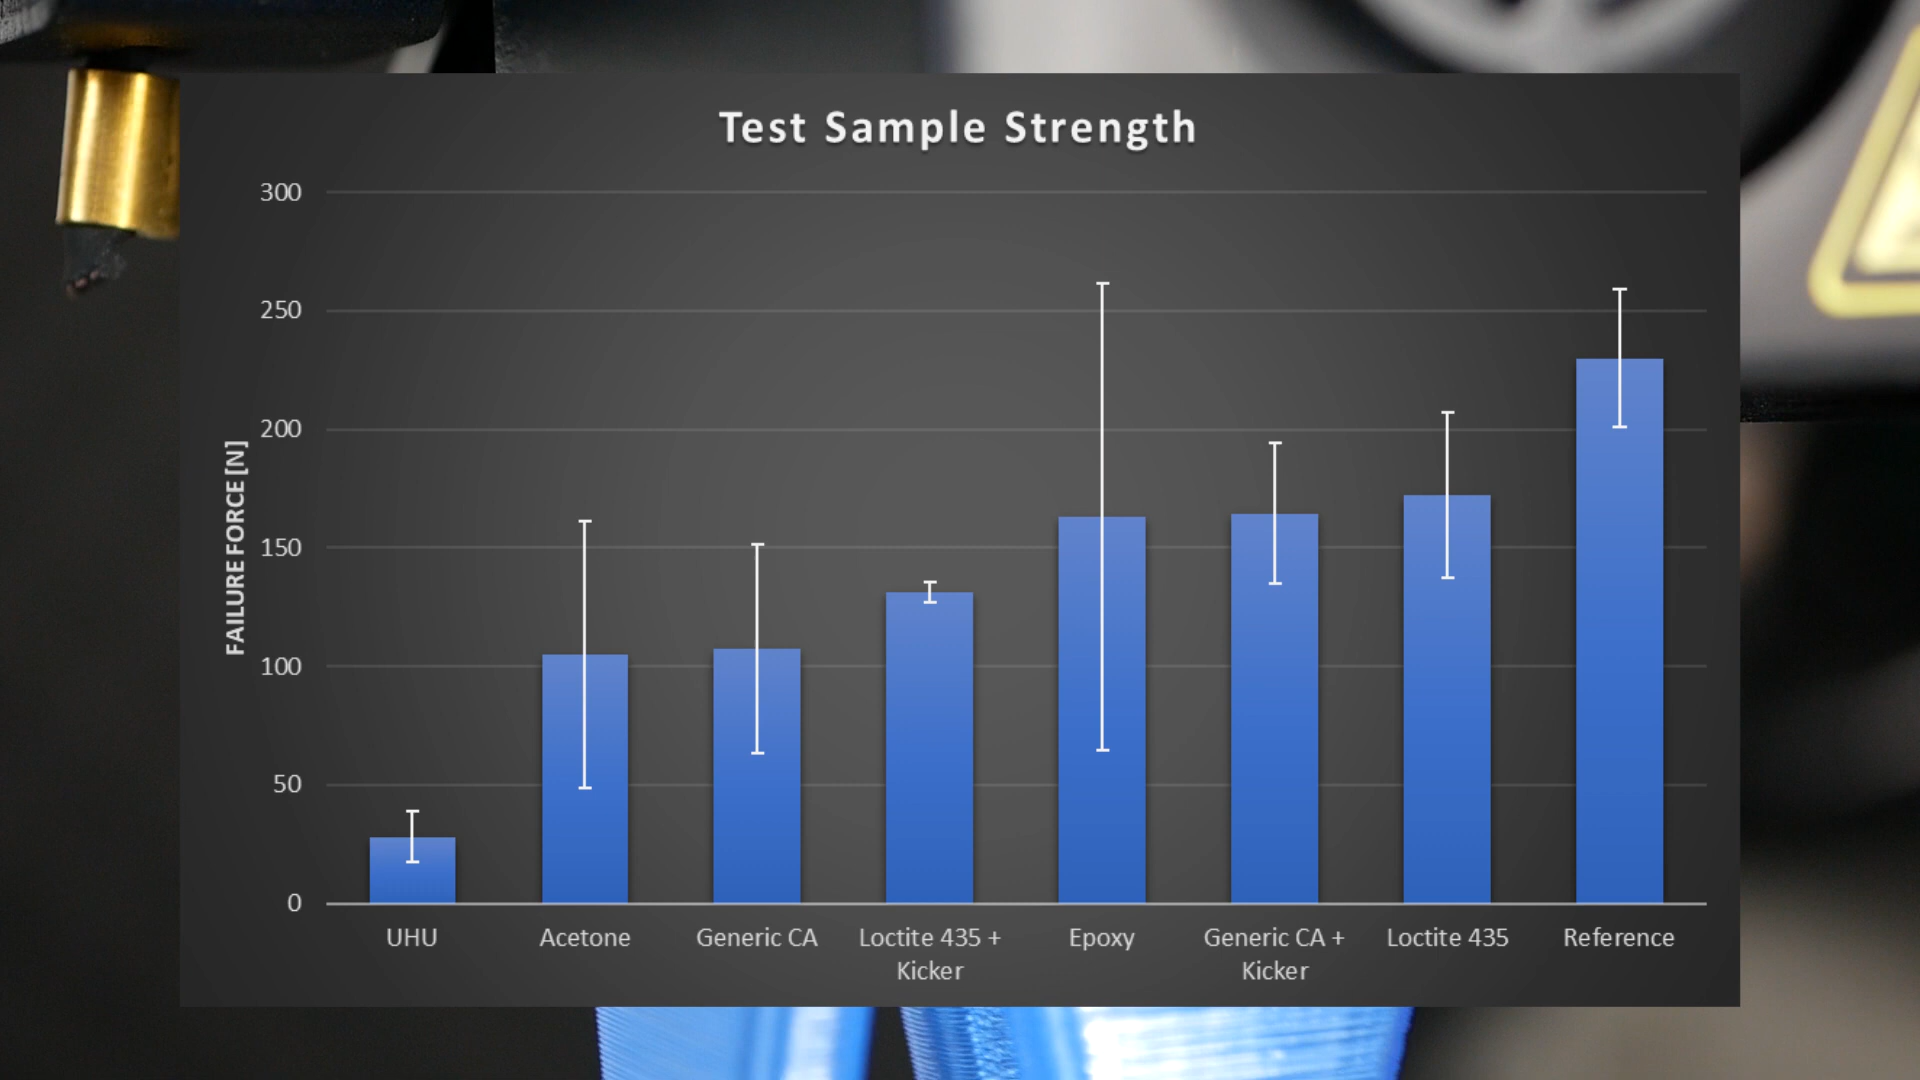 Test Sample Strength
300
250
200
150
100
50
0
FAILURE FORCE [N]
UHU
Acetone
Generic CA
Loctite 435 +
Kicker
Epoxy
Generic CA +
Kicker
Loctite 435
Reference